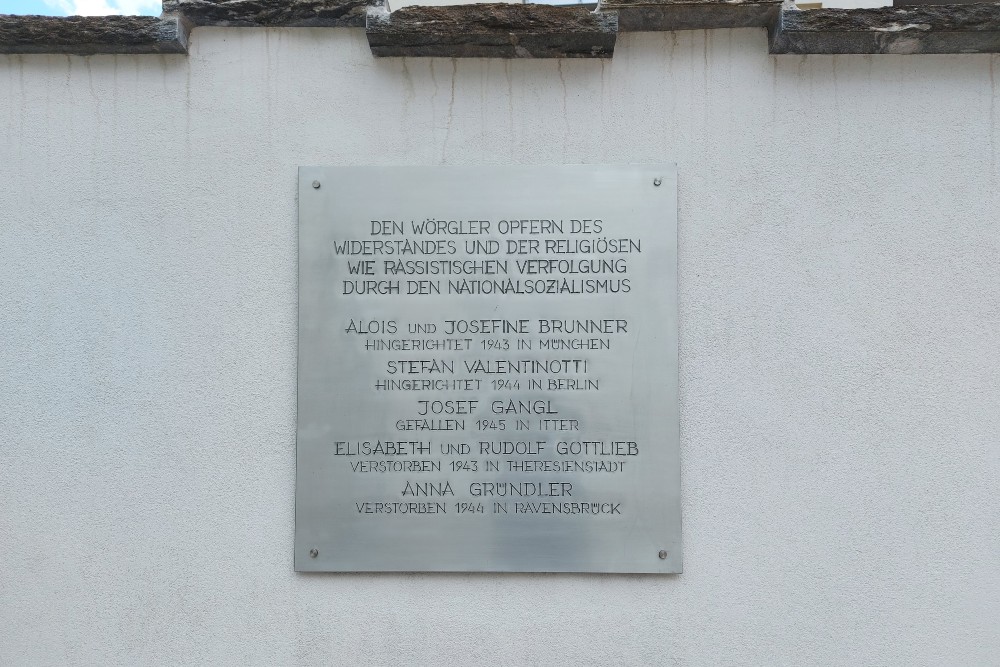 DEN WÖRGLER OPFERN DES
WIDERSTANDES UND DER RELIGIÖSEN
WIE RASSISTISCHEN VERFOLGUNG
DURCH DEN NATIONALSOZIALISMUS
ALOIS UND JOSEFINE BRUNNER
HINGERICHTET 1943 IN MÜNCHEN
STEFAN VALENTINOTTI
HINGERICHTET 1944 IN BERLIN
JOSEF GANGL
GEFALLEN 1945 IN ITTER
ELISABETH UND RUDOLF GOTTLIEB
VERSTORBEN 1943 IN THERESIENSTADT
ANNA GRÜNDLER
VERSTORBEN 1944 IN RAVENSBRÜCK